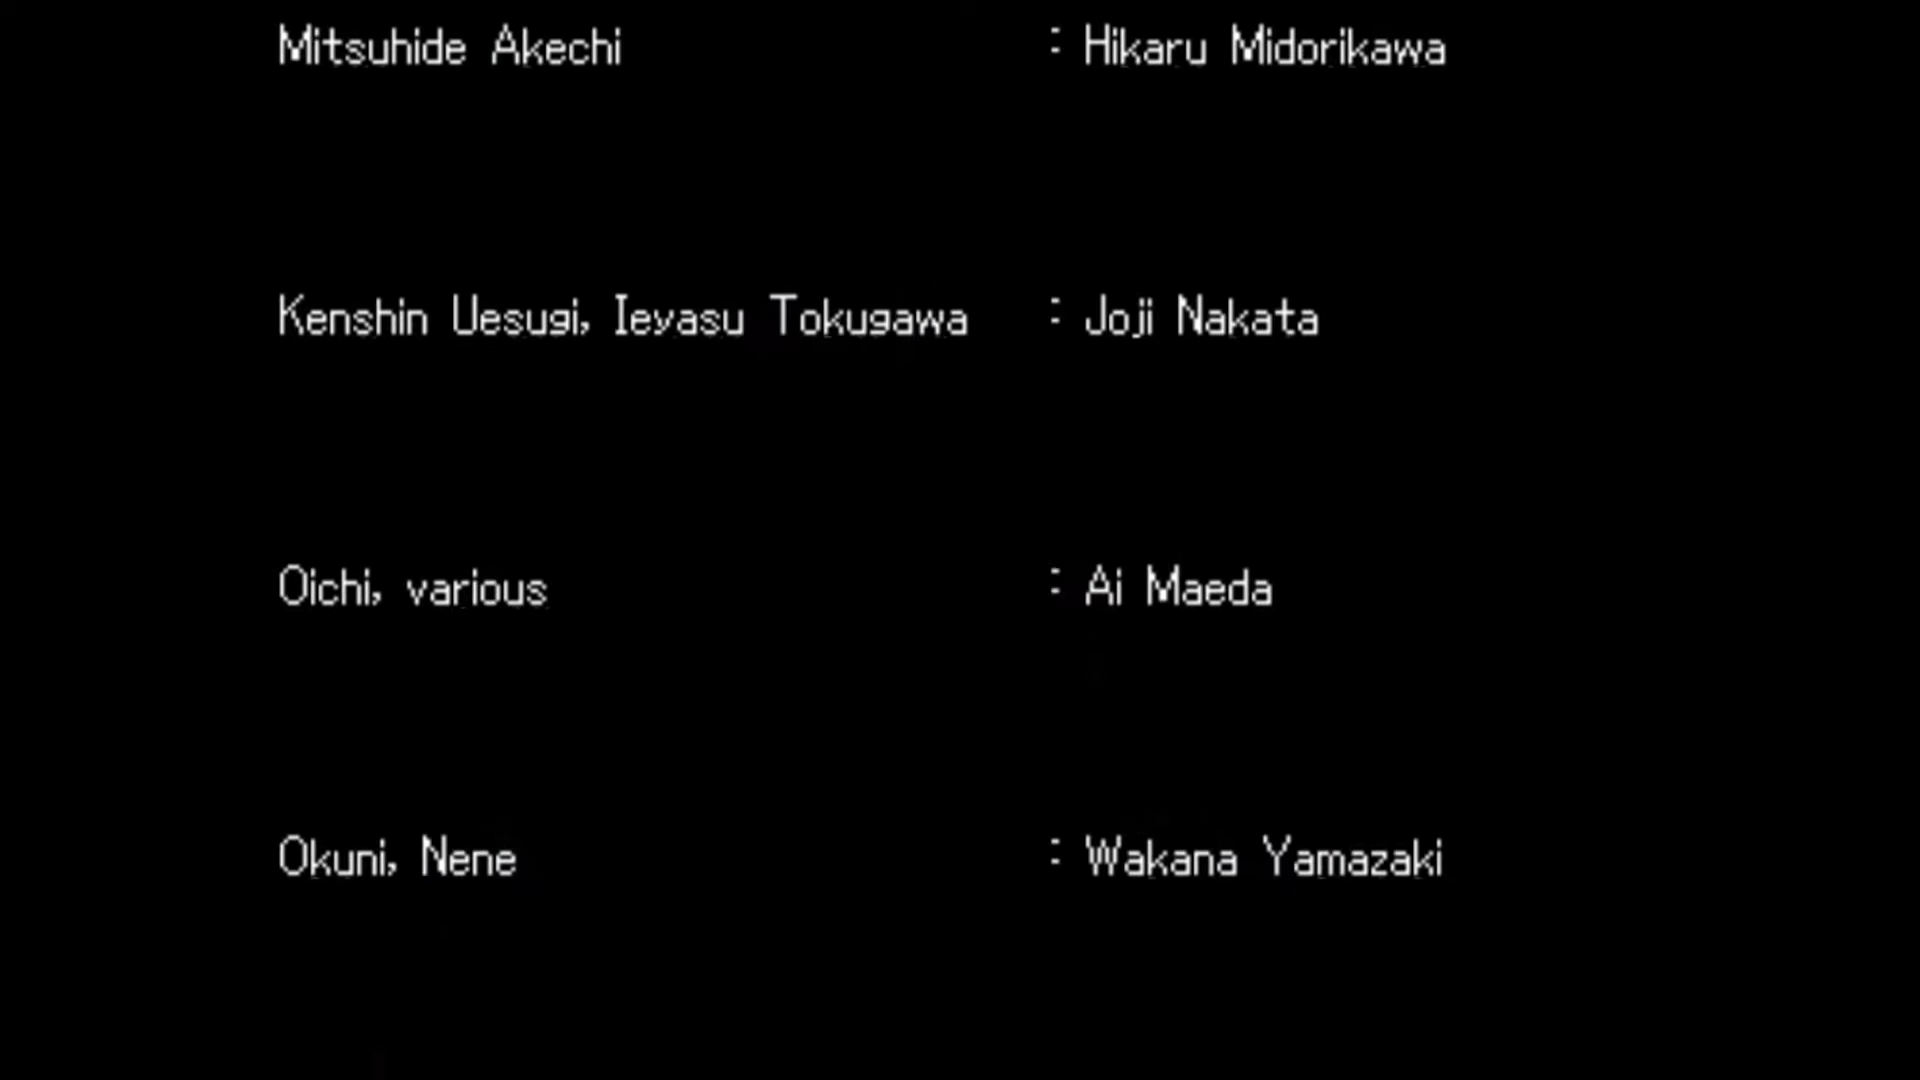 Mitsuhide Akechi : Hikaru Midorikawa
Kenshin Uesugi, Ieyasu Tokugawa : Joji Nakata
Oichi, various : Ai Maeda
Okuni, Nene : Wakana Yamazaki